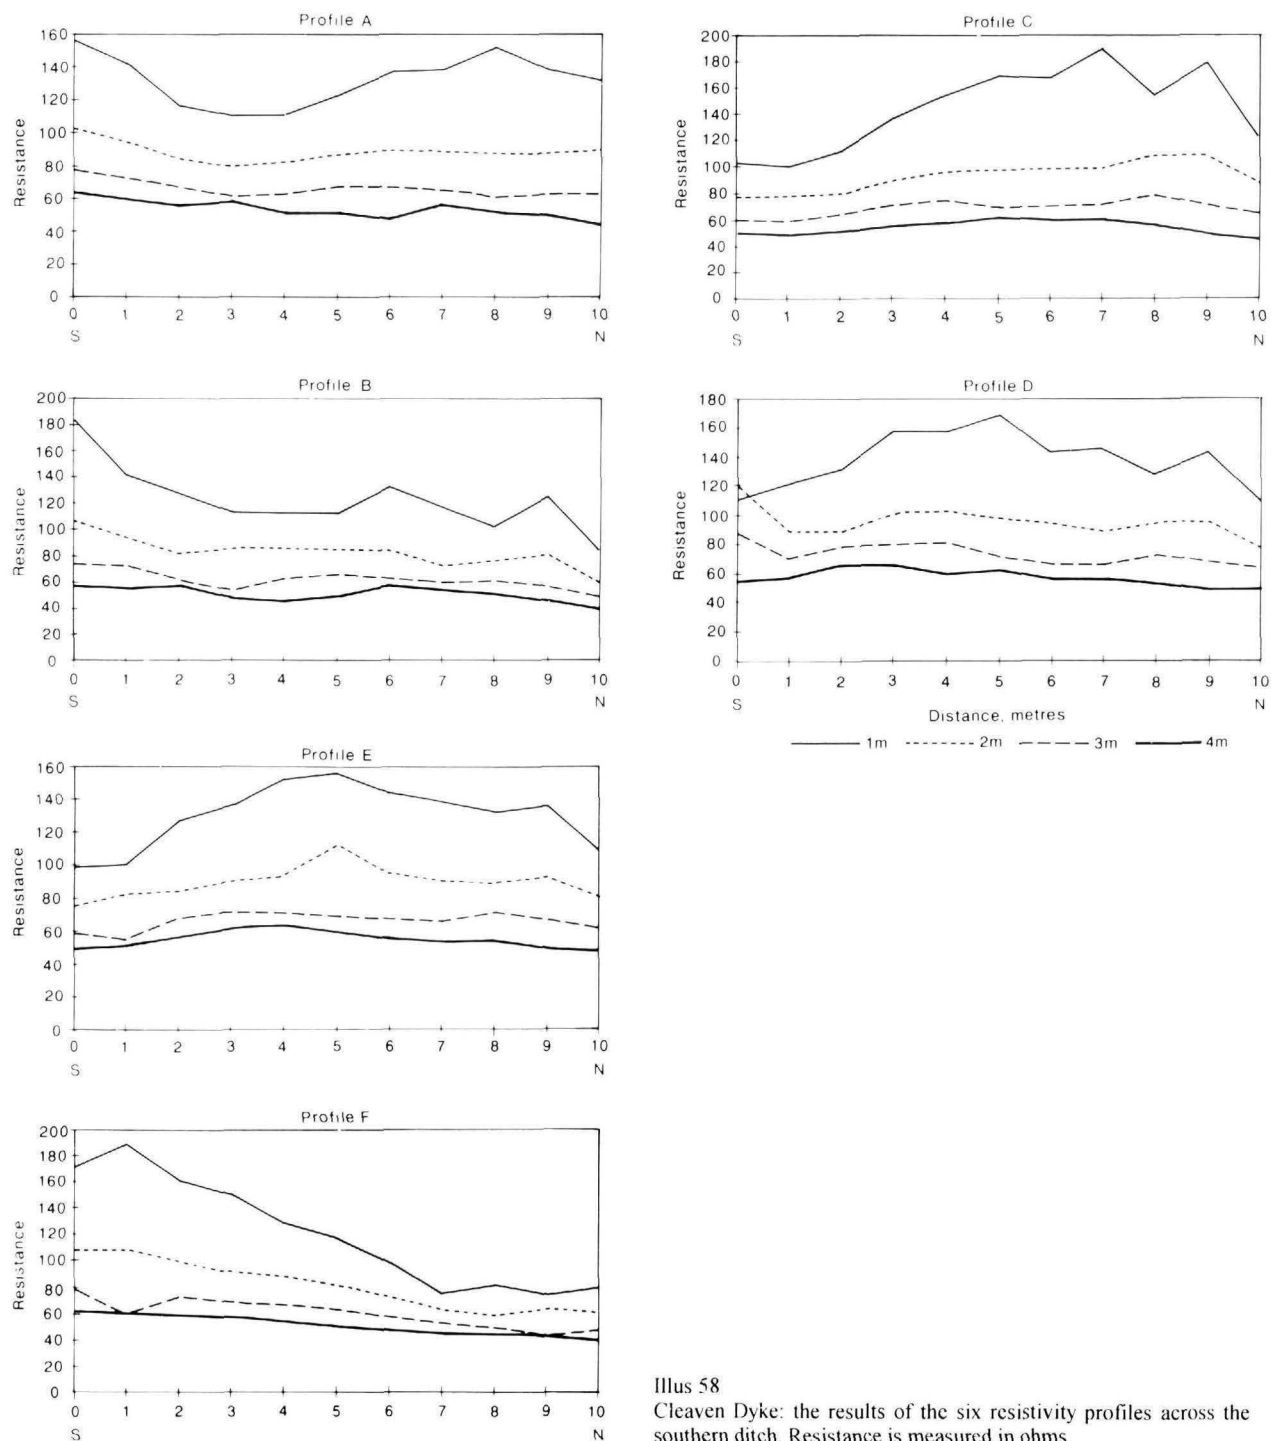 Profile A
Resistance
160
140
120
100
80
60
40
20
0
0 1 2 3 4 5 6 7 8 9 10
S N
Profile C
Resistance
200
180
160
140
120
100
80
60
40
20
0
0 1 2 3 4 5 6 7 8 9 10
S N
Profile B
Resistance
200
180
160
140
120
100
80
60
40
20
0
0 1 2 3 4 5 6 7 8 9 10
S N
Profile D
Resistance
180
160
140
120
100
80
60
40
20
0
0 1 2 3 4 5 6 7 8 9 10
S N
Distance, metres
1m 2m 3m 4m
Profile E
Resistance
160
140
120
100
80
60
40
20
0
0 1 2 3 4 5 6 7 8 9 10
S N
Profile F
Resistance
200
180
160
140
120
100
80
60
40
20
0
0 1 2 3 4 5 6 7 8 9 10
S N
Illus 58
Cleaven Dyke: the results of the six resistivity profiles across the
southern ditch. Resistance is measured in ohms